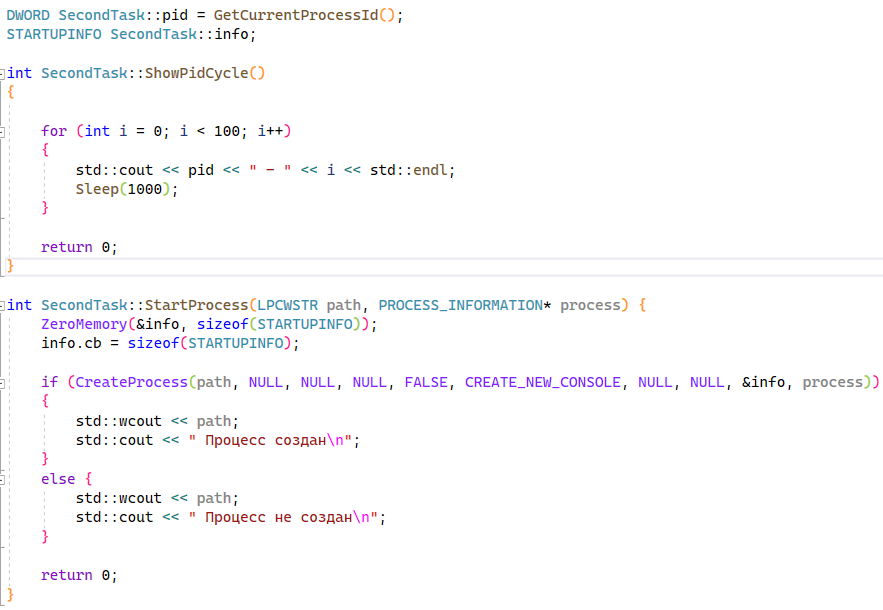 DWORD SecondTask::pid = GetCurrentProcessId();
STARTUPINFO SecondTask::info;
int SecondTask::ShowPidCycle()
{
for (int i = 0; i < 100; i++)
{
std::cout << pid << " - " << i << std::endl;
Sleep(1000);
}
return 0;
}
int SecondTask::StartProcess(LPCWSTR path, PROCESS_INFORMATION* process) {
ZeroMemory(&info, sizeof(STARTUPINFO));
info.cb = sizeof(STARTUPINFO);
if (CreateProcess(path, NULL, NULL, NULL, FALSE, CREATE_NEW_CONSOLE, NULL, NULL, &info, process))
{
std::wcout << path;
std::cout << " Процесс создан\n";
}
else {
std::wcout << path;
std::cout << " Процесс не создан\n";
}
return 0;
}